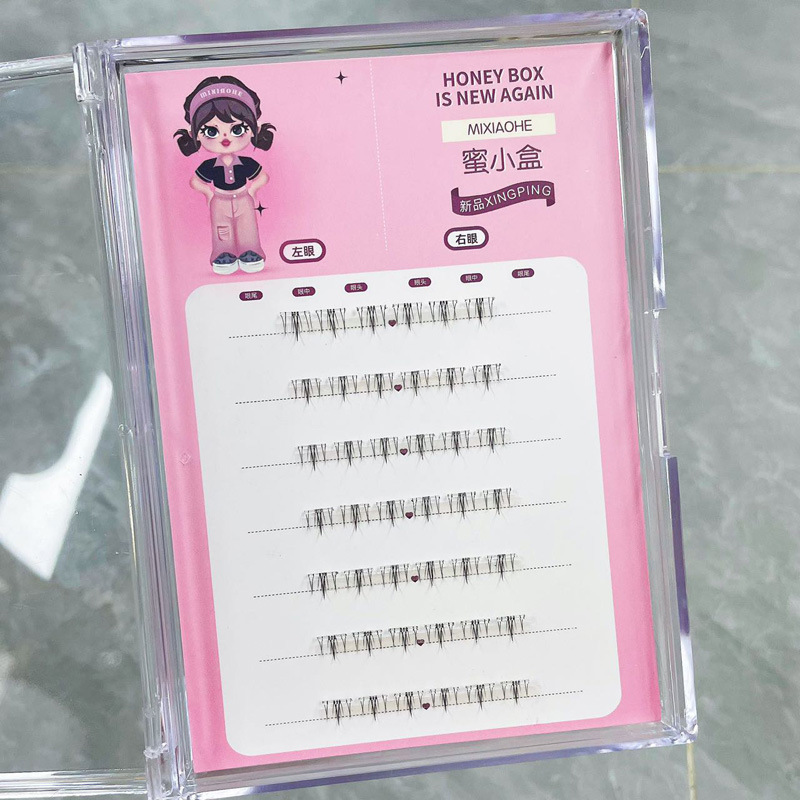 MIXIAOHE
HONEY BOX
IS NEW AGAIN
MIXIAOHE
蜜小盒
新品XINGPING
左眼
右眼
眼尾 眼中 眼头 眼头 眼中 眼尾